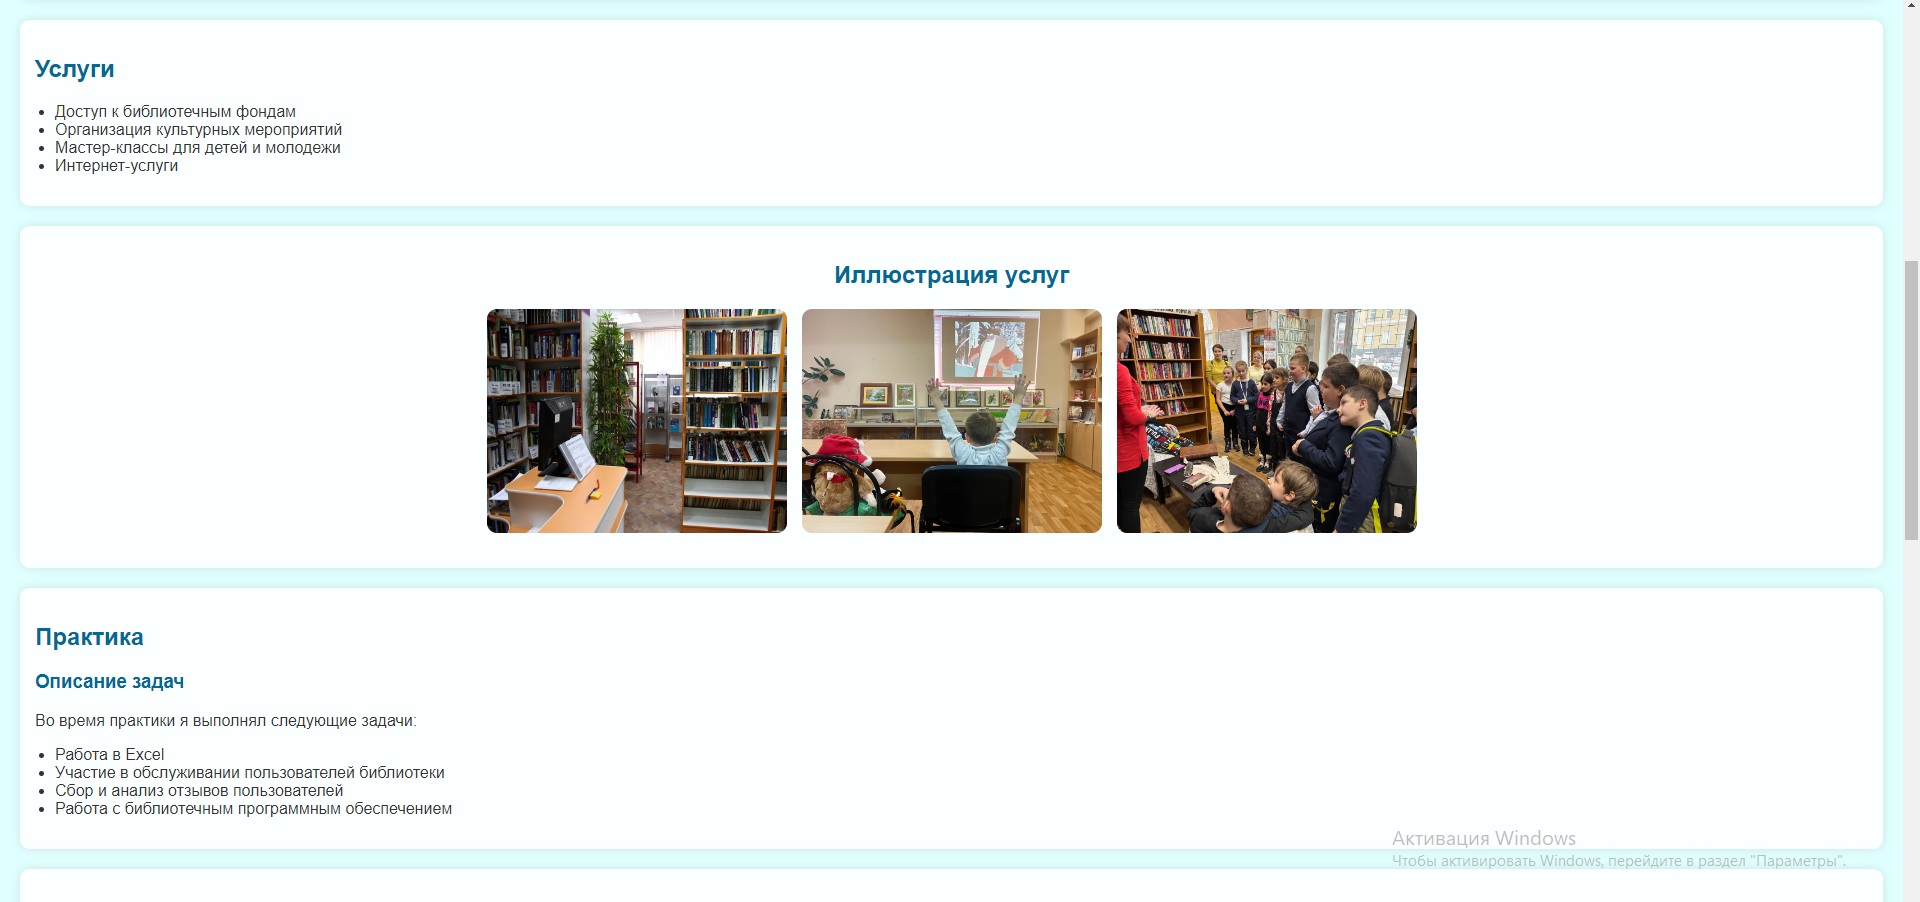 Услуги
Доступ к библиотечным фондам
Организация культурных мероприятий
Мастер-классы для детей и молодежи
Интернет-услуги
Иллюстрация услуг
Практика
Описание задач
Во время практики я выполнял следующие задачи:
Работа в Excel
Участие в обслуживании пользователей библиотеки
Сбор и анализ отзывов пользователей
Работа с библиотечным программным обеспечением
Активация Windows
Чтобы активировать Windows, перейдите в раздел "Параметры".